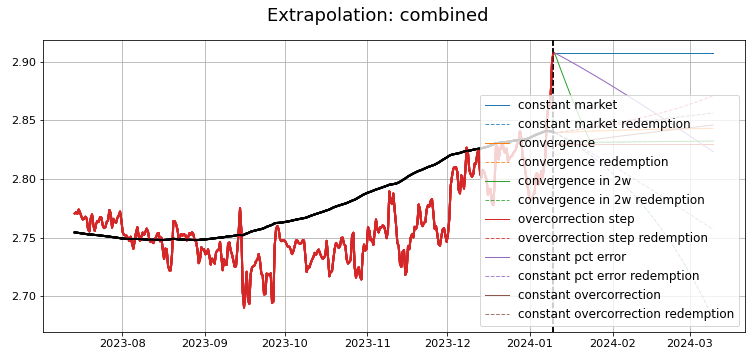 Extrapolation: combined
2.90
2.85
2.80
2.75
2.70
constant market
constant market redemption
convergence
convergence redemption
convergence in 2w
convergence in 2w redemption
overcorrection step
overcorrection step redemption
constant pct error
constant pct error redemption
constant overcorrection
constant overcorrection redemption
2023-08 2023-09 2023-10 2023-11 2023-12 2024-01 2024-02 2024-03